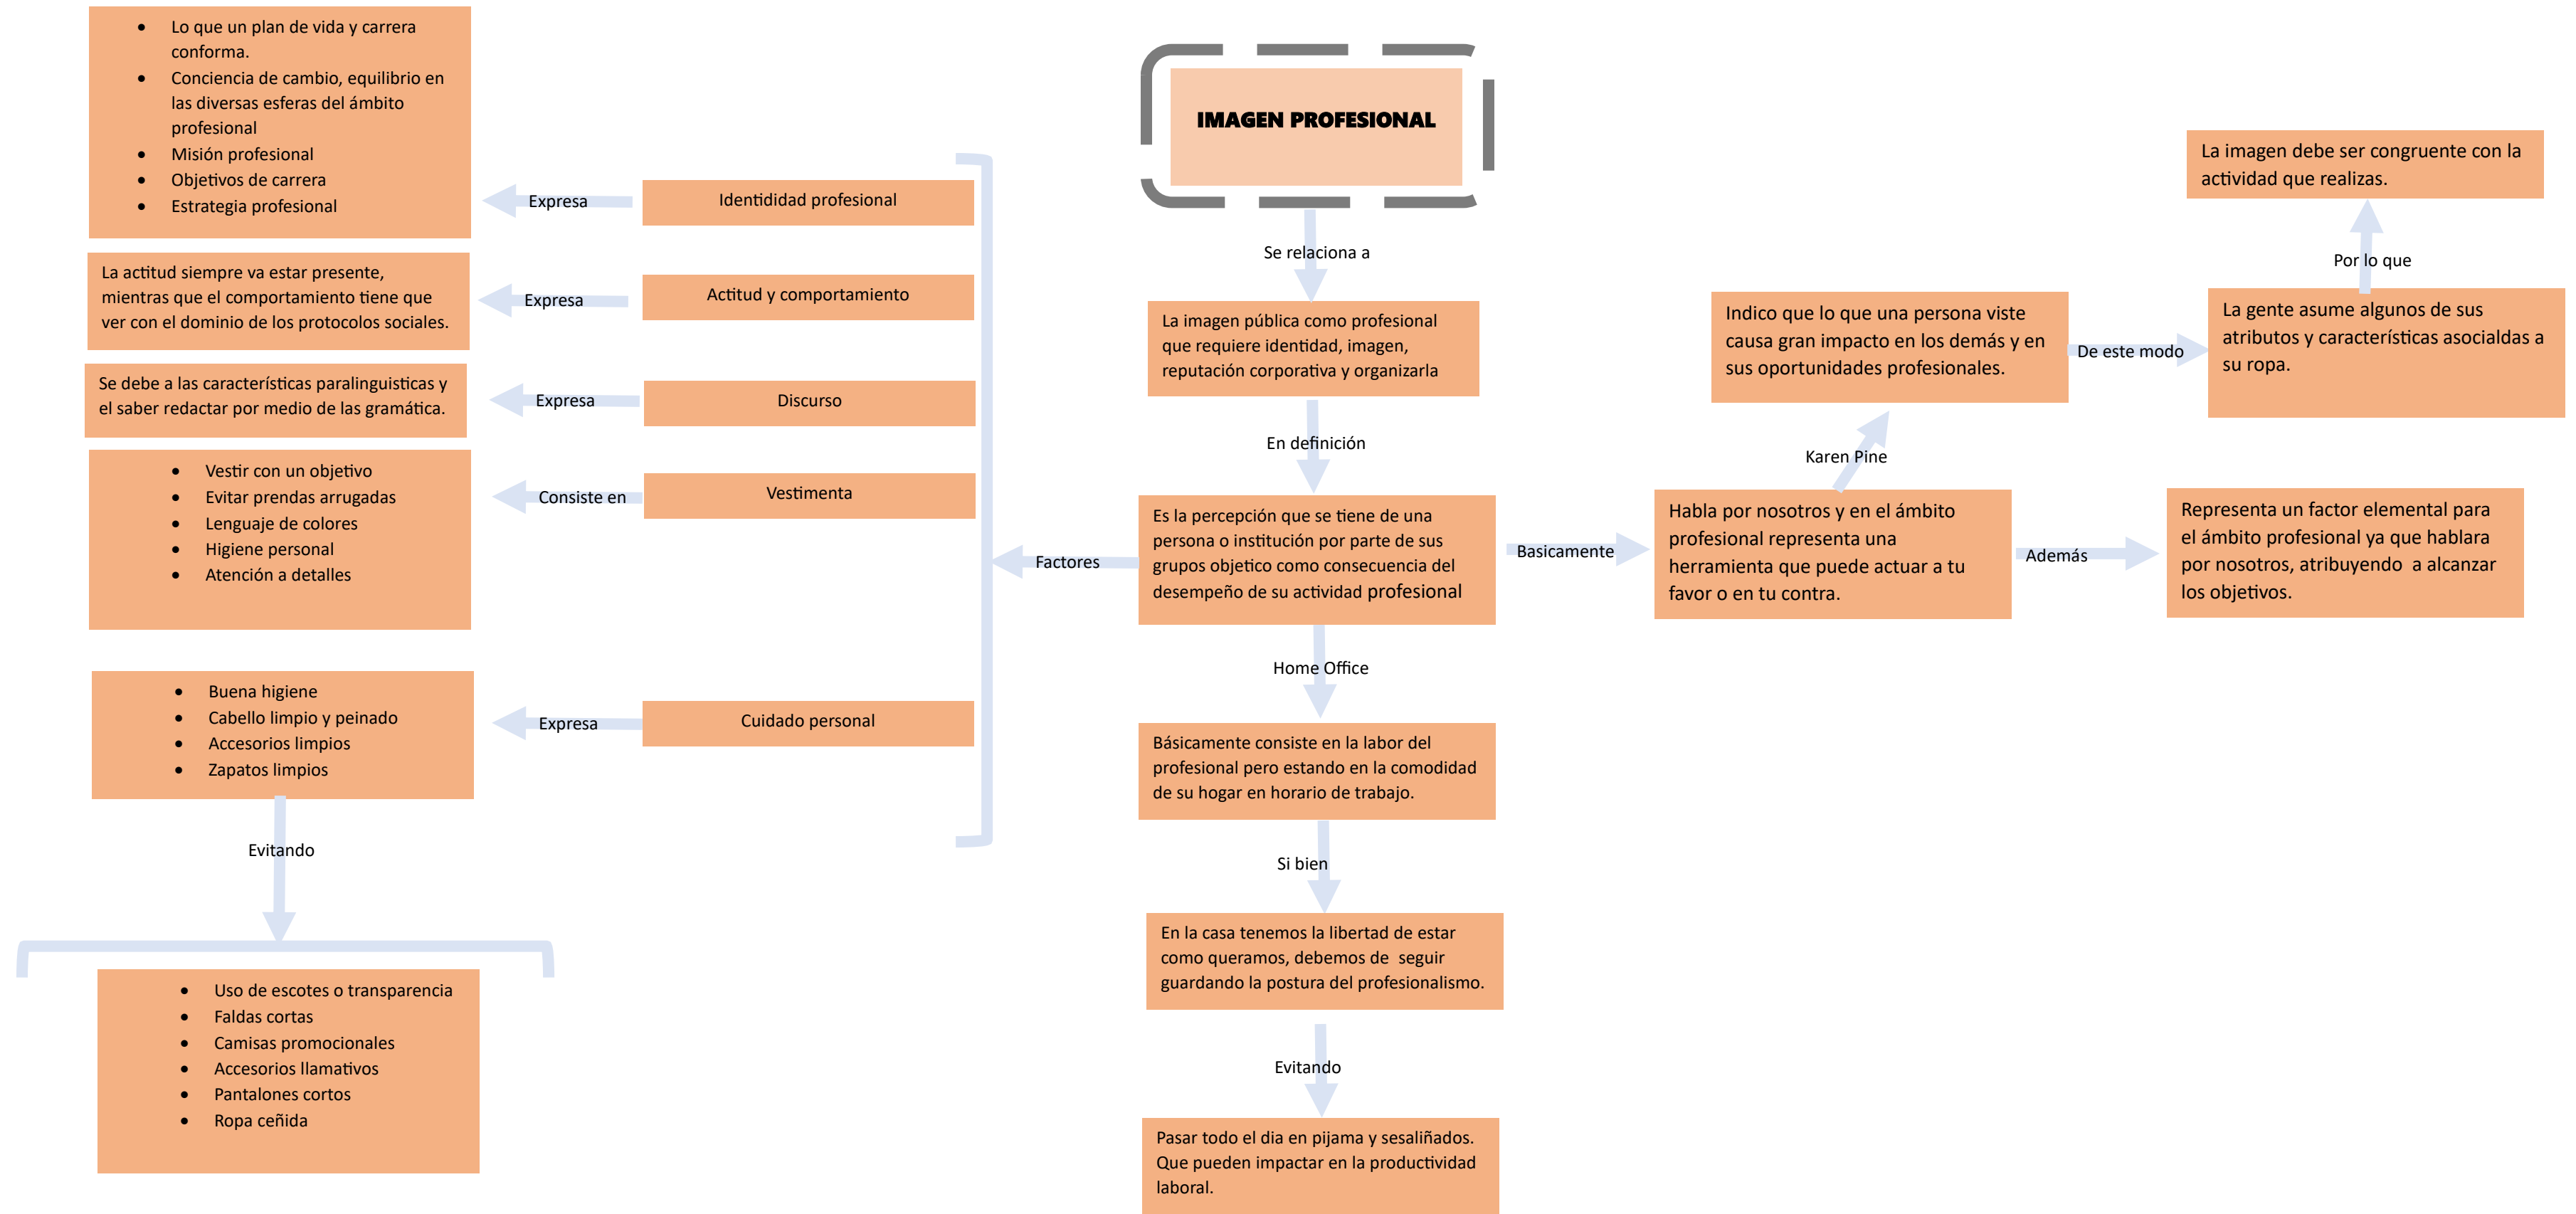 IMAGEN PROFESIONAL
Se relaciona a
La imagen pública como profesional
que requiere identidad, imagen,
reputación corporativa y organizarla
En definición
Es la percepción que se tiene de una
persona o institución por parte de sus
grupos objetico como consecuencia del
desempeño de su actividad profesional
Factores
Identididad profesional
Expresa
• Lo que un plan de vida y carrera
conforma.
• Conciencia de cambio, equilibrio en
las diversas esferas del ámbito
profesional
• Misión profesional
• Objetivos de carrera
• Estrategia profesional
Actitud y comportamiento
Expresa
La actitud siempre va estar presente,
mientras que el comportamiento tiene que
ver con el dominio de los protocolos sociales.
Discurso
Expresa
Se debe a las características paralinguisticas y
el saber redactar por medio de las gramática.
Vestimenta
Consiste en
• Vestir con un objetivo
• Evitar prendas arrugadas
• Lenguaje de colores
• Higiene personal
• Atención a detalles
Cuidado personal
Expresa
• Buena higiene
• Cabello limpio y peinado
• Accesorios limpios
• Zapatos limpios
Evitando
• Uso de escotes o transparencia
• Faldas cortas
• Camisas promocionales
• Accesorios llamativos
• Pantalones cortos
• Ropa ceñida
Home Office
Básicamente consiste en la labor del
profesional pero estando en la comodidad
de su hogar en horario de trabajo.
Si bien
En la casa tenemos la libertad de estar
como queramos, debemos de seguir
guardando la postura del profesionalismo.
Evitando
Pasar todo el dia en pijama y sesaliñados.
Que pueden impactar en la productividad
laboral.
Basicamente
Habla por nosotros y en el ámbito
profesional representa una
herramienta que puede actuar a tu
favor o en tu contra.
Karen Pine
Indico que lo que una persona viste
causa gran impacto en los demás y en
sus oportunidades profesionales.
De este modo
La gente asume algunos de sus
atributos y características asocialdas a
su ropa.
Por lo que
La imagen debe ser congruente con la
actividad que realizas.
Además
Representa un factor elemental para
el ámbito profesional ya que hablara
por nosotros, atribuyendo a alcanzar
los objetivos.